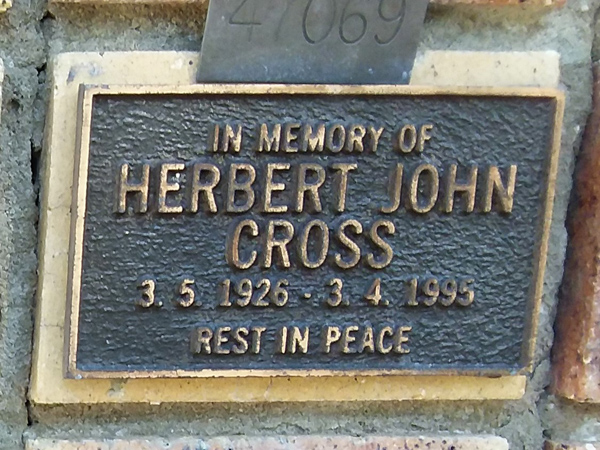 47069
IN MEMORY OF
HERBERT JOHN
CROSS
3. 5. 1926 - 3. 4. 1995
REST IN PEACE